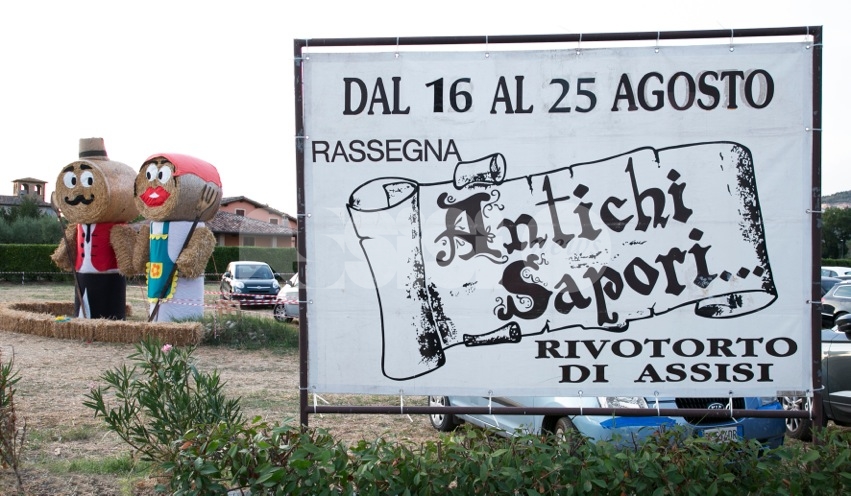 DAL 16 AL 25 AGOSTO
RASSEGNA
Antichi
Sapori...
RIVOTORTO
DI ASSISI